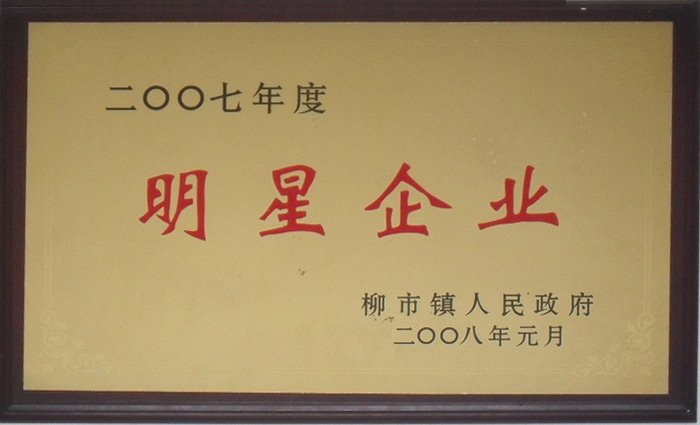 二〇〇七年度
明星企业
柳市镇人民政府
二〇〇八年元月